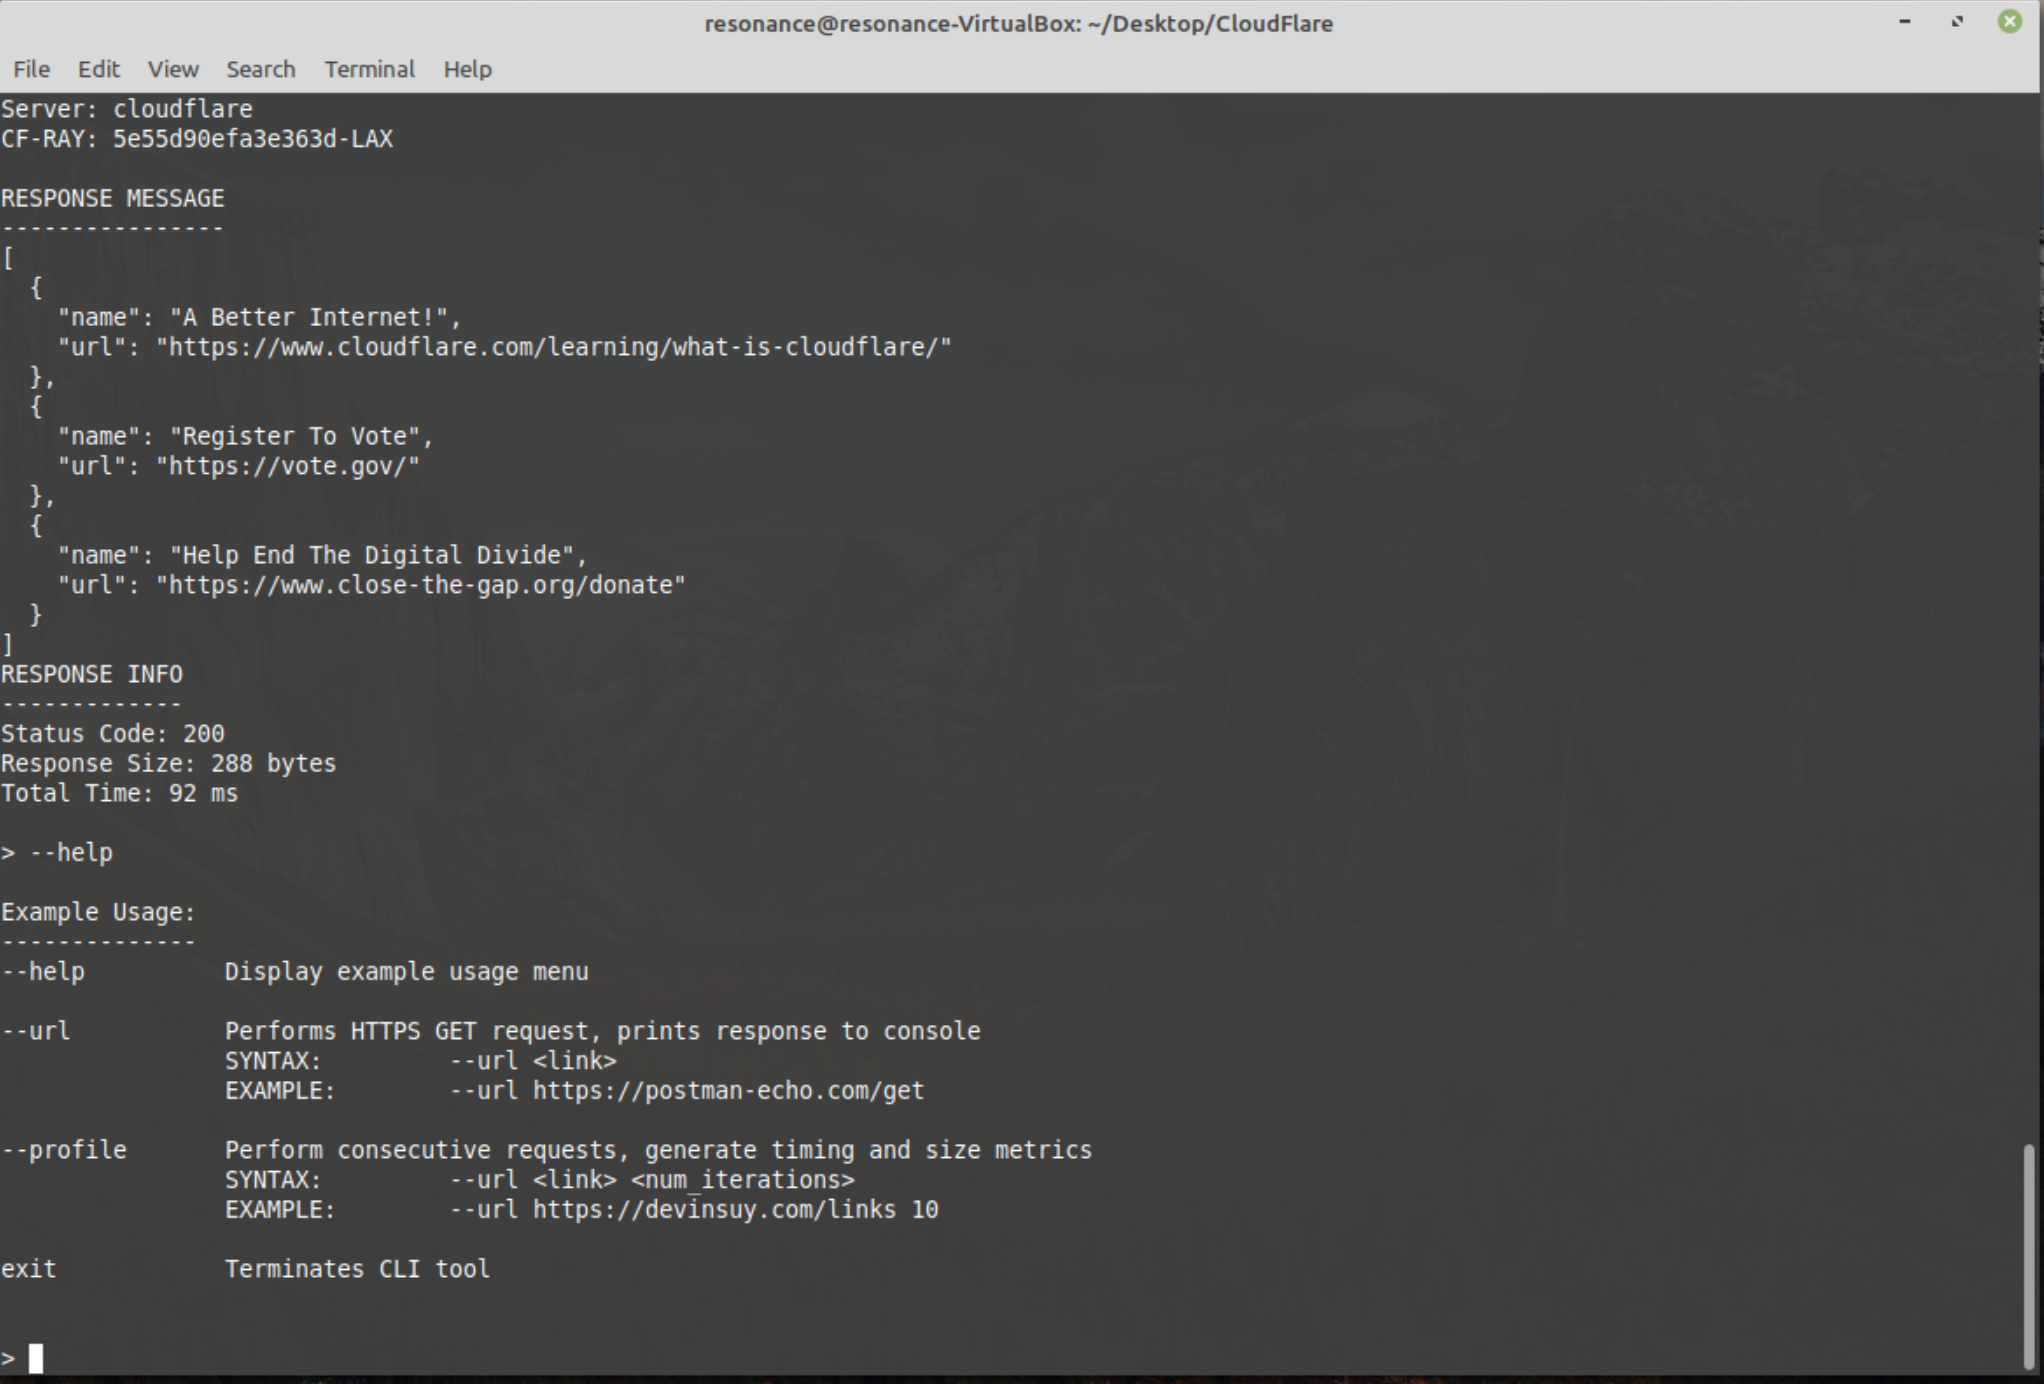 resonance@resonance-VirtualBox: ~/Desktop/CloudFlare
File Edit View Search Terminal Help
Server: cloudflare
CF-RAY: 5e55d90efa3e363d-LAX
RESPONSE MESSAGE
----------------
[
  {
    "name": "A Better Internet!",
    "url": "https://www.cloudflare.com/learning/what-is-cloudflare/"
  },
  {
    "name": "Register To Vote",
    "url": "https://vote.gov/"
  },
  {
    "name": "Help End The Digital Divide",
    "url": "https://www.close-the-gap.org/donate"
  }
]
RESPONSE INFO
-------------
Status Code: 200
Response Size: 288 bytes
Total Time: 92 ms
> --help
Example Usage:
--------------
--help          Display example usage menu
--url           Performs HTTPS GET request, prints response to console
                SYNTAX:         --url <link>
                EXAMPLE:        --url https://postman-echo.com/get
--profile       Perform consecutive requests, generate timing and size metrics
                SYNTAX:         --url <link> <num_iterations>
                EXAMPLE:        --url https://devinsuy.com/links 10
exit            Terminates CLI tool
>